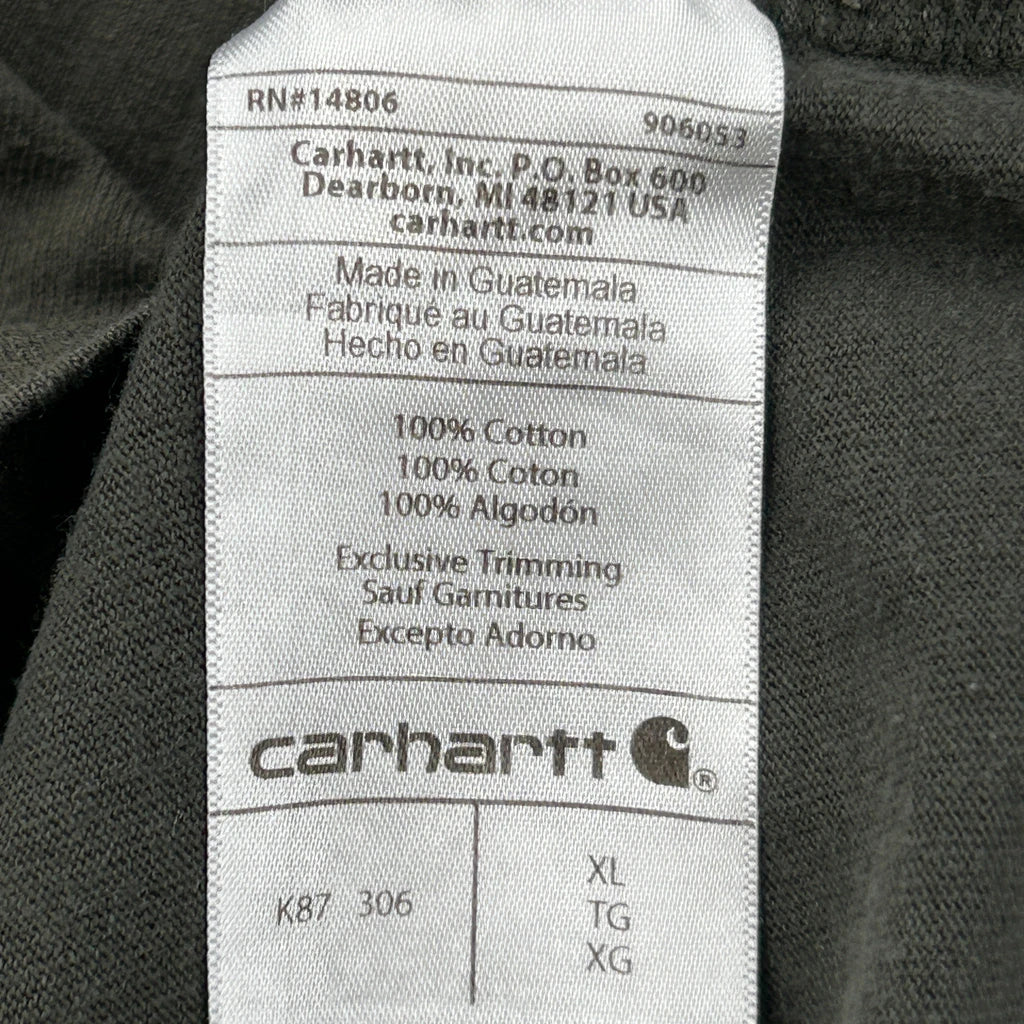 RN#14806
906053
Carhartt, Inc. P.O. Box 600
Dearborn, MI 48121 USA
carhartt.com
Made in Guatemala
Fabriqué au Guatemala
Hecho en Guatemala
100% Cotton
100% Coton
100% Algodón
Exclusive Trimming
Sauf Garnitures
Excepto Adorno
carhartt ®
K87 306
XL
TG
XG